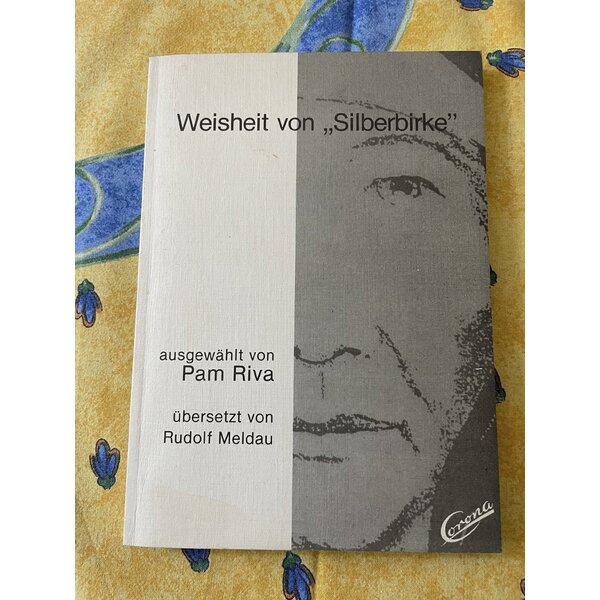 Weisheit von „Silberbirke”
ausgewählt von
Pam Riva
übersetzt von
Rudolf Meldau
Corona